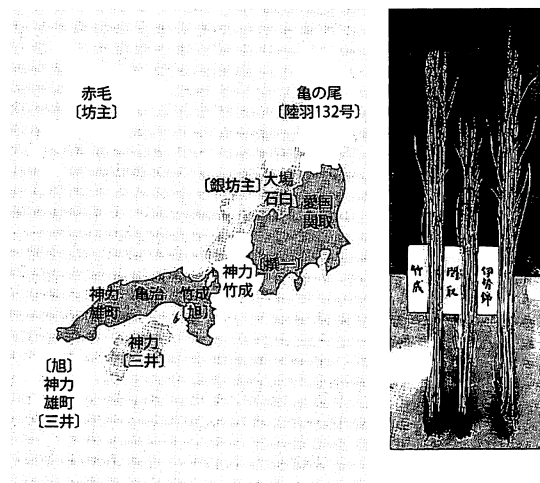 赤毛
〔坊主〕
亀の尾
〔陸羽132号〕
〔銀坊主〕
大場
石白
愛国
関取
〔撰一〕
神力
竹成
神力
雄町
亀治
竹成
〔旭〕
神力
〔三井〕
〔旭〕
神力
雄町
〔三井〕
竹成
関取
伊勢錦